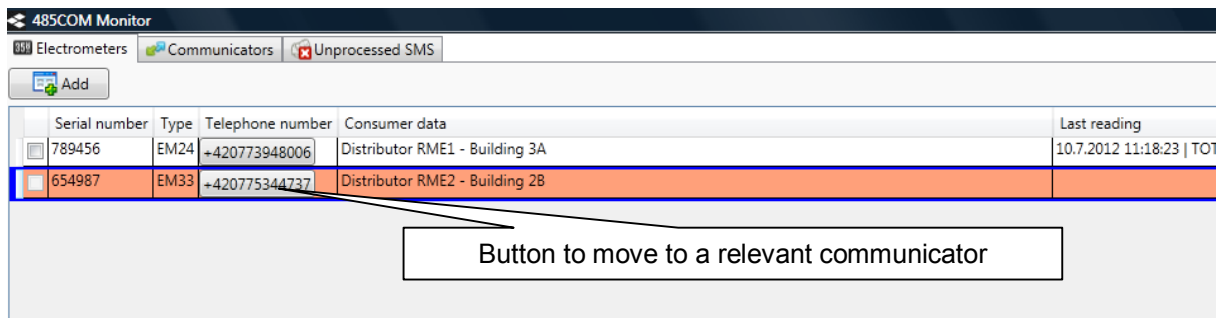 485COM Monitor
Electrometers Communicators Unprocessed SMS
Add
Serial number Type Telephone number Consumer data Last reading
789456 EM24 +420773948006 Distributor RME1 - Building 3A 10.7.2012 11:18:23 | TOT
654987 EM33 +420775344737 Distributor RME2 - Building 2B
Button to move to a relevant communicator